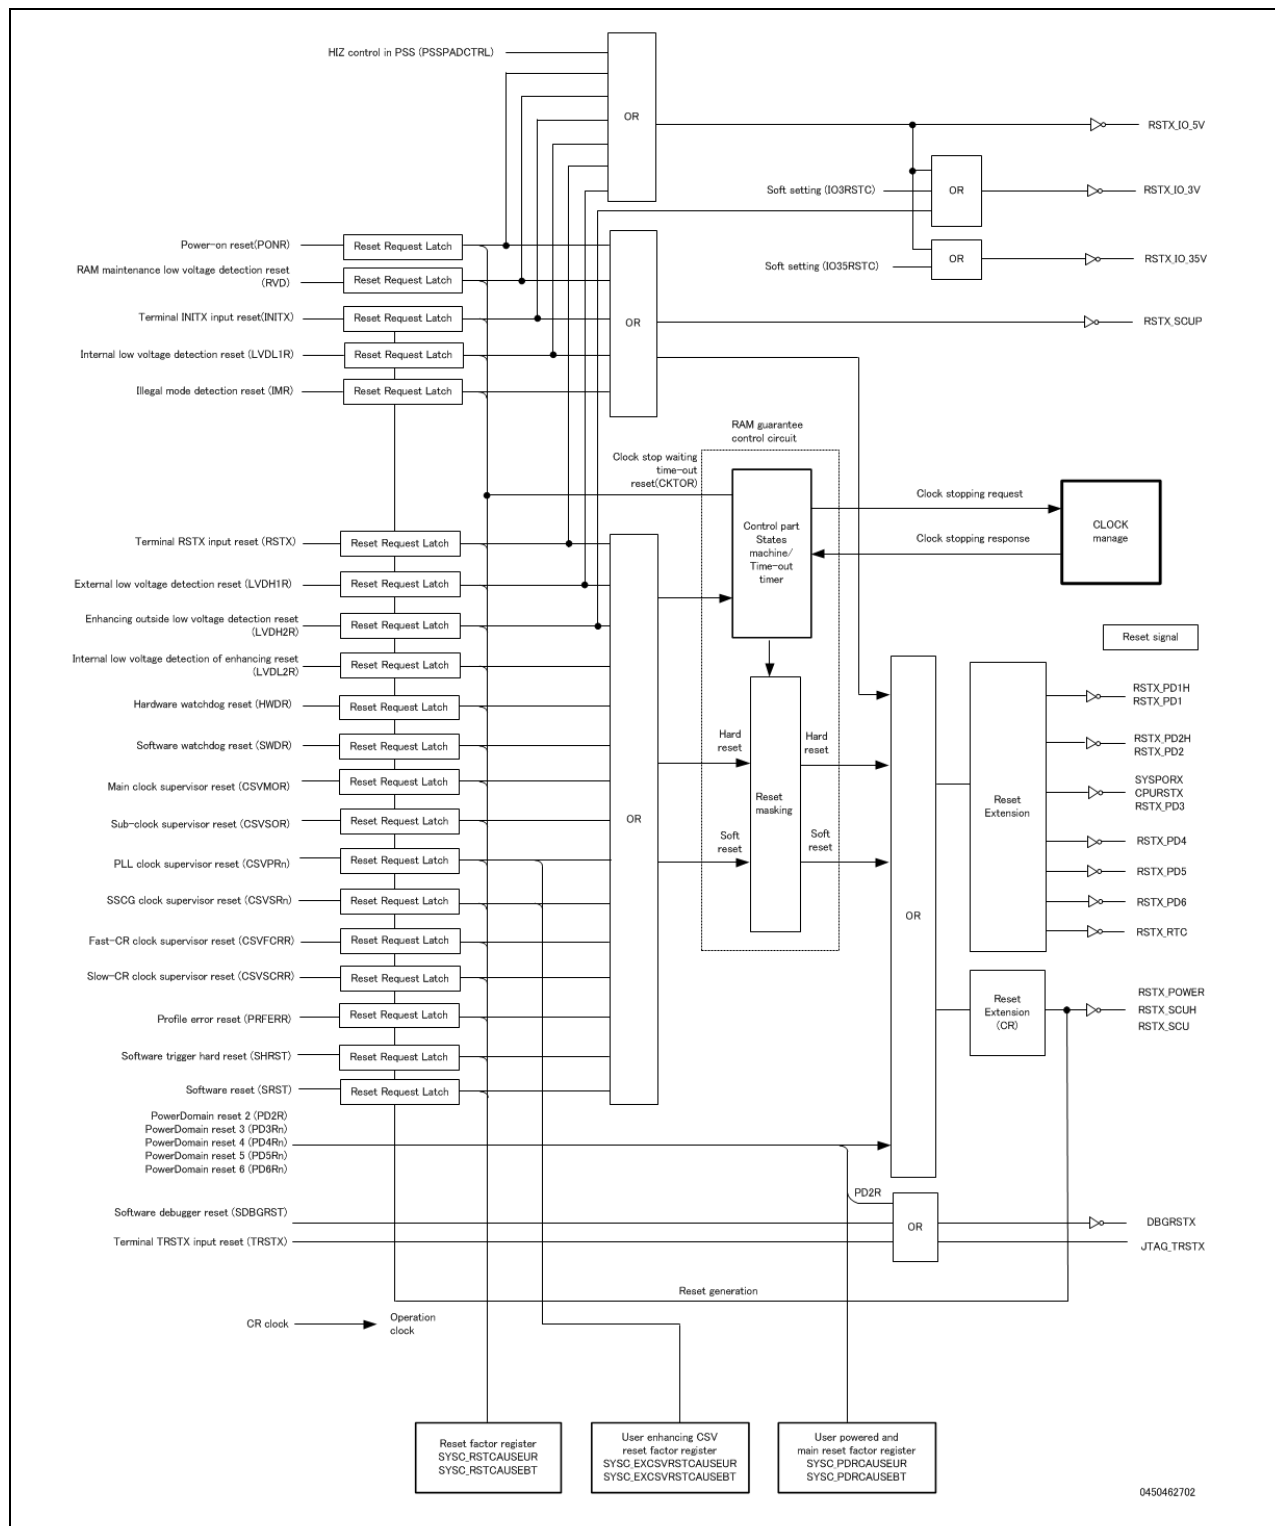 HIZ control in PSS (PSSPADCTRL)
OR
RSTX_IO_5V
Soft setting (IO3RSTC)
OR
RSTX_IO_3V
Power-on reset(PONR)
Reset Request Latch
RAM maintenance low voltage detection reset
(RVD)
Reset Request Latch
Soft setting (IO35RSTC)
OR
RSTX_IO_35V
Terminal INITX input reset(INITX)
Reset Request Latch
OR
RSTX_SCUP
Internal low voltage detection reset (LVDL1R)
Reset Request Latch
Illegal mode detection reset (IMR)
Reset Request Latch
RAM guarantee
control circuit
Clock stop waiting
time-out
reset(CKTOR)
Control part
States
machine/
Time-out
timer
Clock stopping request
Clock stopping response
CLOCK
manage
Terminal RSTX input reset (RSTX)
Reset Request Latch
External low voltage detection reset (LVDH1R)
Reset Request Latch
Enhancing outside low voltage detection reset
(LVDH2R)
Reset Request Latch
Reset signal
Internal low voltage detection of enhancing reset
(LVDL2R)
Reset Request Latch
Hardware watchdog reset (HWDR)
Reset Request Latch
Software watchdog reset (SWDR)
Reset Request Latch
Main clock supervisor reset (CSVMOR)
Reset Request Latch
Sub-clock supervisor reset (CSVSOR)
Reset Request Latch
PLL clock supervisor reset (CSVPRn)
Reset Request Latch
SSCG clock supervisor reset (CSVSRn)
Reset Request Latch
Fast-CR clock supervisor reset (CSVFCRR)
Reset Request Latch
Slow-CR clock supervisor reset (CSVSCRR)
Reset Request Latch
Profile error reset (PRFERR)
Reset Request Latch
Software trigger hard reset (SHRST)
Reset Request Latch
Software reset (SRST)
Reset Request Latch
OR
Hard
reset
Soft
reset
Reset
masking
Hard
reset
Soft
reset
OR
Reset
Extension
RSTX_PD1H
RSTX_PD1
RSTX_PD2H
RSTX_PD2
SYSPORX
CPURSTX
RSTX_PD3
RSTX_PD4
RSTX_PD5
RSTX_PD6
RSTX_RTC
Reset
Extension
(CR)
RSTX_POWER
RSTX_SCUH
RSTX_SCU
PowerDomain reset 2 (PD2R)
PowerDomain reset 3 (PD3Rn)
PowerDomain reset 4 (PD4Rn)
PowerDomain reset 5 (PD5Rn)
PowerDomain reset 6 (PD6Rn)
PD2R
OR
Software debugger reset (SDBGRST)
DBGRSTX
Terminal TRSTX input reset (TRSTX)
JTAG_TRSTX
Reset generation
CR clock
Operation
clock
Reset factor register
SYSC_RSTCAUSEUR
SYSC_RSTCAUSEBT
User enhancing CSV
reset factor register
SYSC_EXCSVRSTCAUSEUR
SYSC_EXCSVRSTCAUSEBT
User powered and
main reset factor register
SYSC_PDRCAUSEUR
SYSC_PDRCAUSEBT
0450462702